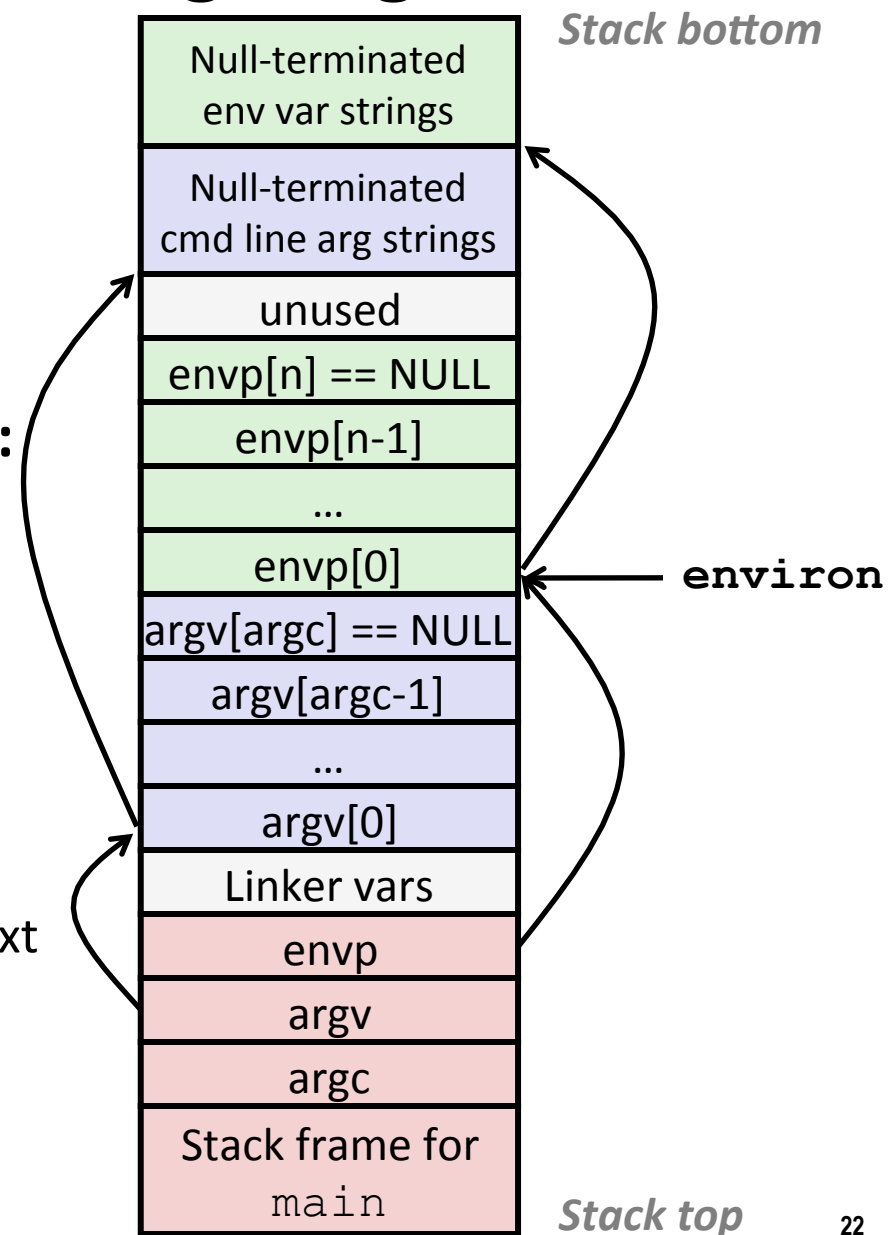 Stack bottom
Null-terminated
env var strings
Null-terminated
cmd line arg strings
unused
envp[n] == NULL
:
envp[n-1]
...
envp[0]
environ
argv[argc] == NULL
argv[argc-1]
...
argv[0]
Linker vars
xt
envp
argv
argc
Stack frame for
main
Stack top
22